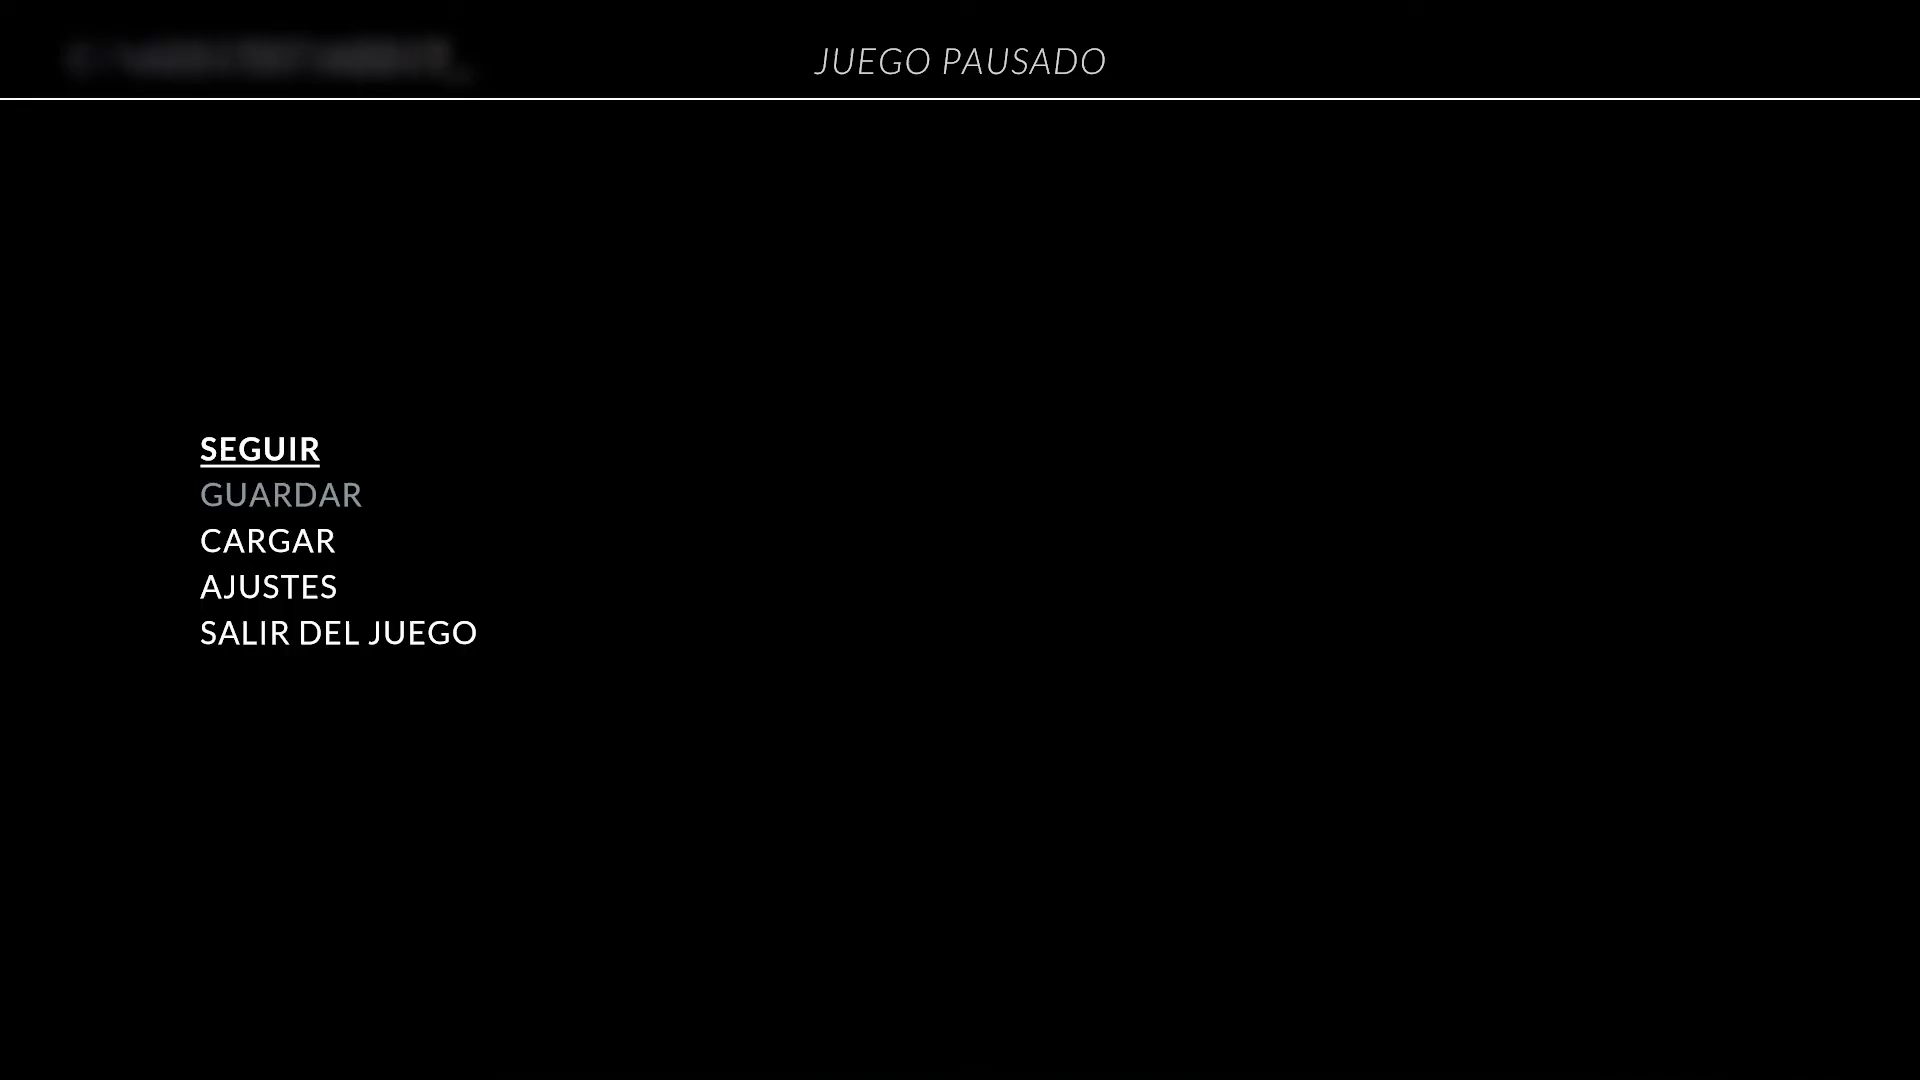 JUEGO PAUSADO
SEGUIR
GUARDAR
CARGAR
AJUSTES
SALIR DEL JUEGO